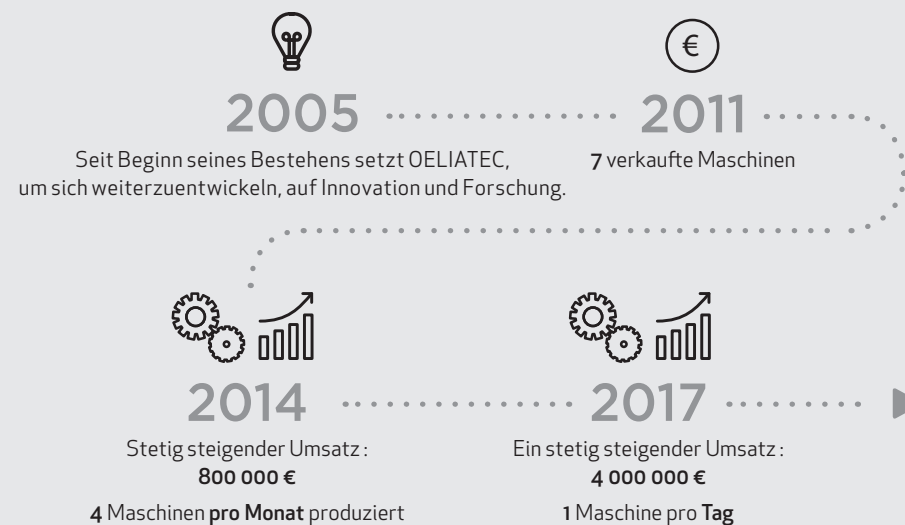 €
2005
2011
Seit Beginn seines Bestehens setzt OELIATEC,
um sich weiterzuentwickeln, auf Innovation und Forschung.
7 verkaufte Maschinen
2014
2017
Stetig steigender Umsatz :
800 000 €
4 Maschinen pro Monat produziert
Ein stetig steigender Umsatz :
4 000 000 €
1 Maschine pro Tag